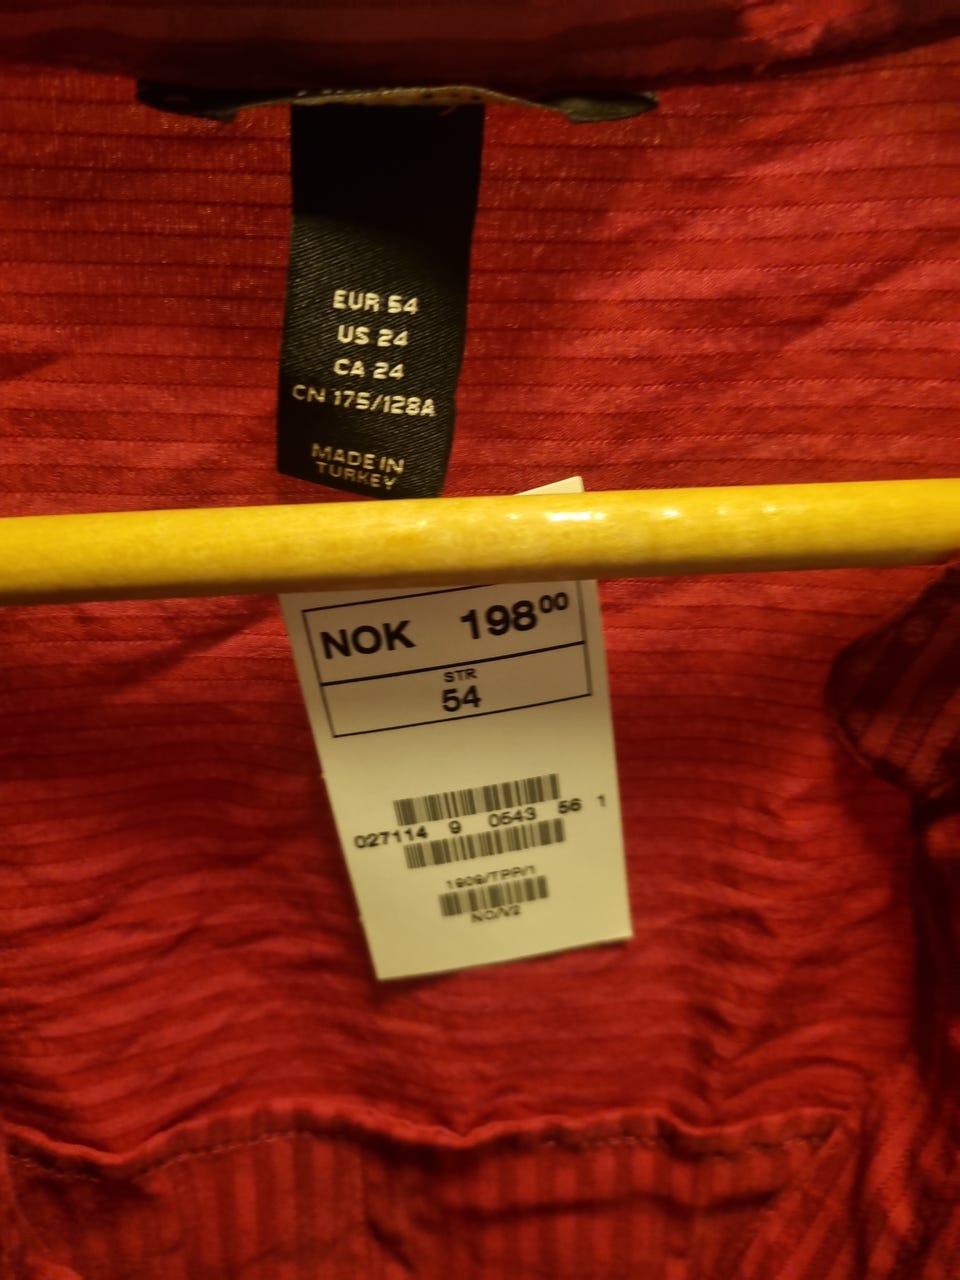 EUR 54
US 24
CA 24
CN 175/128A
MADE IN
TURKEY
NOK 198 00
STR
54
027114 9 0543 56 1
1909/TPP/1
NO/V2